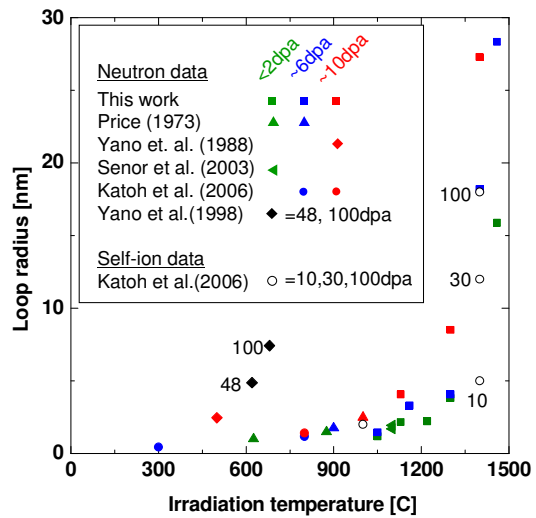 <2dpa ~6dpa ~10dpa
Neutron data
This work
Price (1973)
Yano et. al. (1988)
Senor et al. (2003)
Katoh et al. (2006)
Yano et al.(1998) =48, 100dpa
Self-ion data
Katoh et al.(2006) =10,30,100dpa
30
20
10
0
100
30
10
100
48
0 300 600 900 1200 1500
Loop radius [nm]
Irradiation temperature [C]